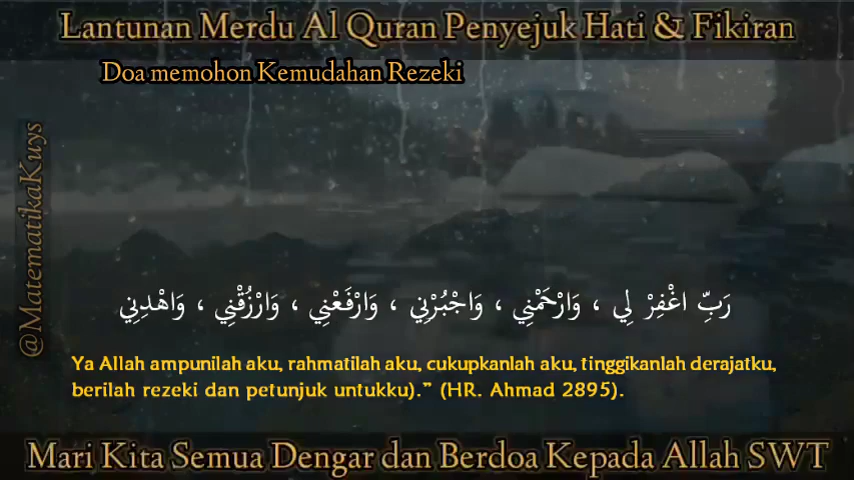 Lantunan Merdu Al Quran Penyejuk Hati & Fikiran
Doa memohon Kemudahan Rezeki
@MatematikaKuys
رَبِّ اغْفِرْ لِي ، وَارْحَمْنِي ، وَاجْبُرْنِي ، وَارْفَعْنِي ، وَارْزُقْنِي ، وَاهْدِنِي
Ya Allah ampunilah aku, rahmatilah aku, cukupkanlah aku, tinggikanlah derajatku,
berilah rezeki dan petunjuk untukku).” (HR. Ahmad 2895).
Mari Kita Semua Dengar dan Berdoa Kepada Allah SWT